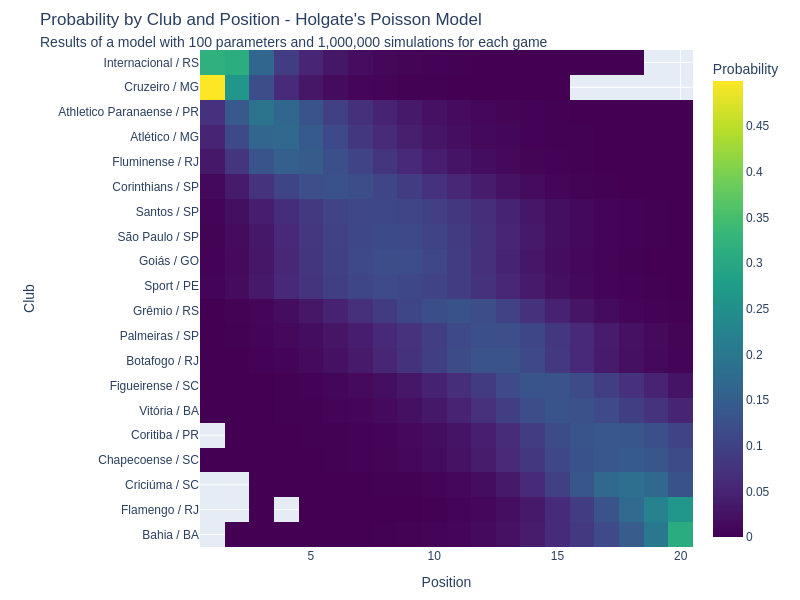 Probability by Club and Position - Holgate's Poisson Model
Results of a model with 100 parameters and 1,000,000 simulations for each game
Club
Internacional / RS
Cruzeiro / MG
Athletico Paranaense / PR
Atlético / MG
Fluminense / RJ
Corinthians / SP
Santos / SP
São Paulo / SP
Goiás / GO
Sport / PE
Grêmio / RS
Palmeiras / SP
Botafogo / RJ
Figueirense / SC
Vitória / BA
Coritiba / PR
Chapecoense / SC
Criciúma / SC
Flamengo / RJ
Bahia / BA
5
10
15
20
Position
Probability
0.45
0.4
0.35
0.3
0.25
0.2
0.15
0.1
0.05
0